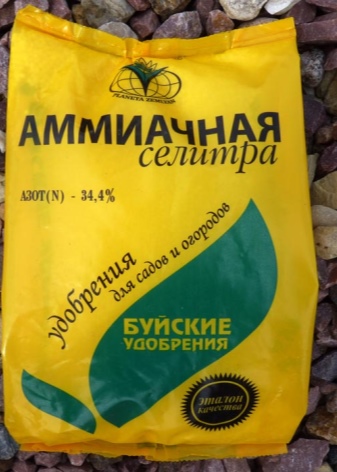 АММИАЧНАЯ
селитра
АЗОТ(N) - 34,4%
удобрения
для садов и огородов
БУЙСКИЕ
УДОБРЕНИЯ
эталон
качества